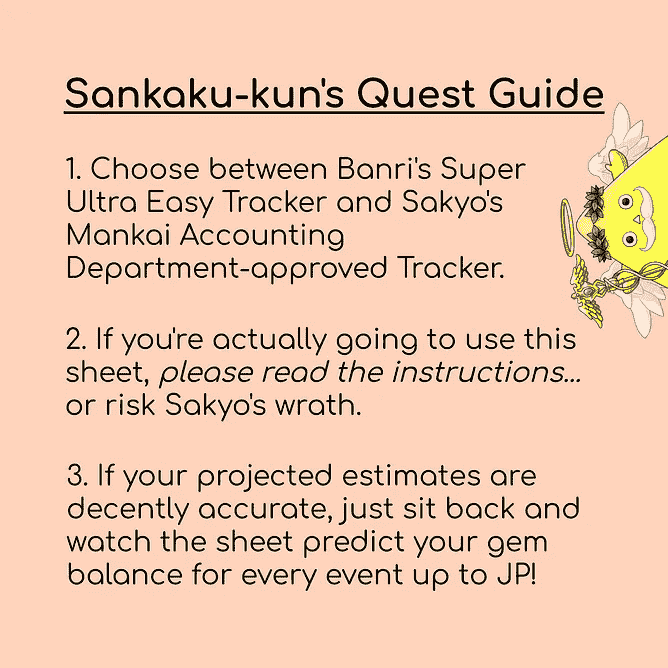 Sankaku-kun's Quest Guide
1. Choose between Banri's Super
Ultra Easy Tracker and Sakyo's
Mankai Accounting
Department-approved Tracker.
2. If you're actually going to use this
sheet, please read the instructions...
or risk Sakyo's wrath.
3. If your projected estimates are
decently accurate, just sit back and
watch the sheet predict your gem
balance for every event up to JP!